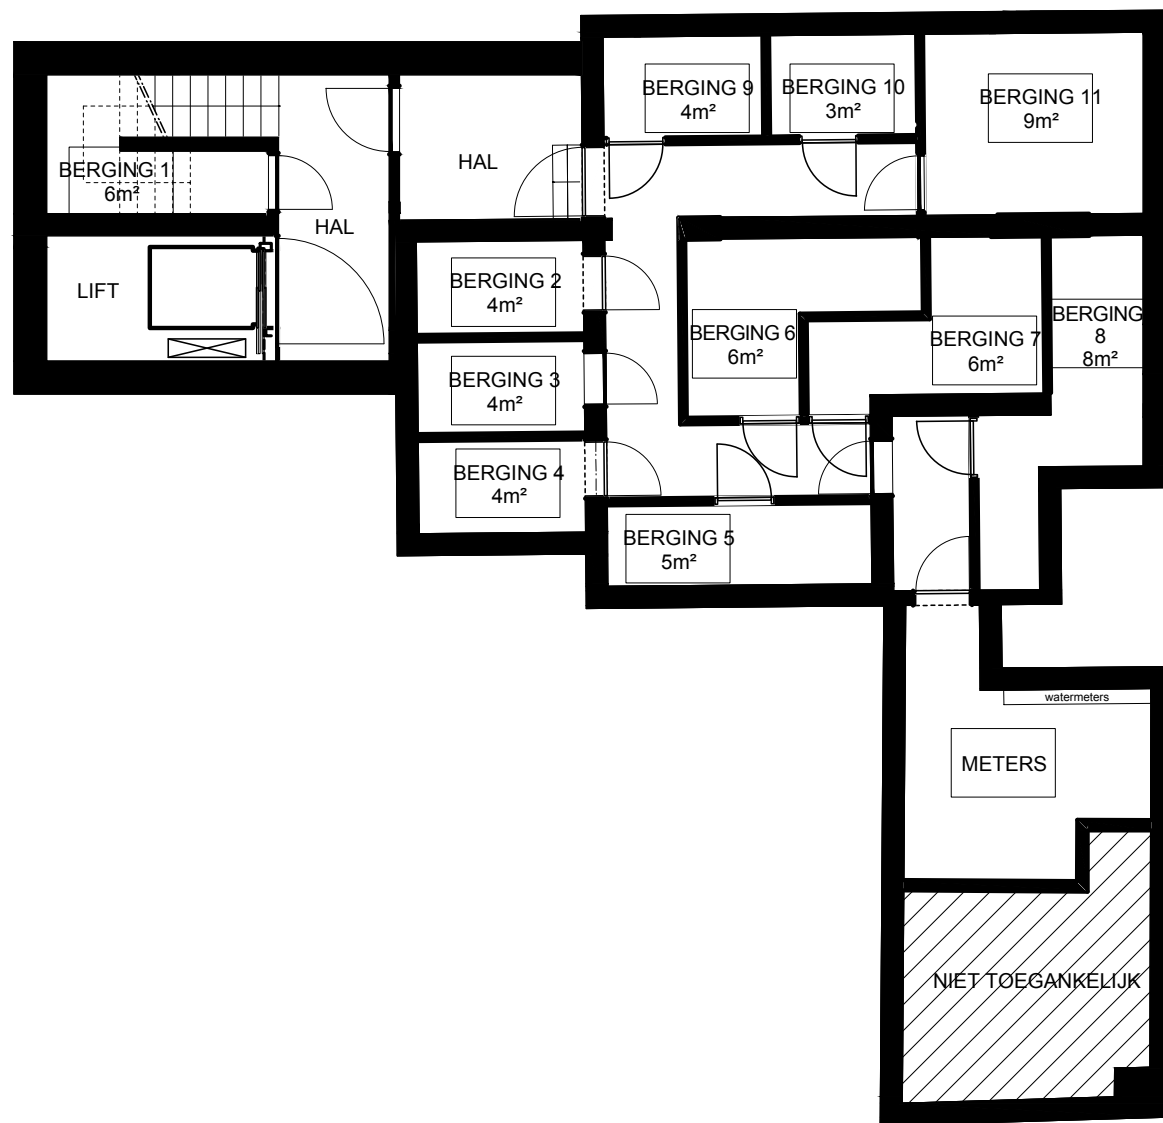 BERGING 9
4m²
BERGING 10
3m²
BERGING 11
9m²
BERGING 1
6m²
HAL
HAL
LIFT
BERGING 2
4m²
BERGING 3
4m²
BERGING 4
4m²
BERGING 5
5m²
BERGING 6
6m²
BERGING 7
6m²
BERGING
8
8m²
watermeters
METERS
NIET TOEGANKELIJK